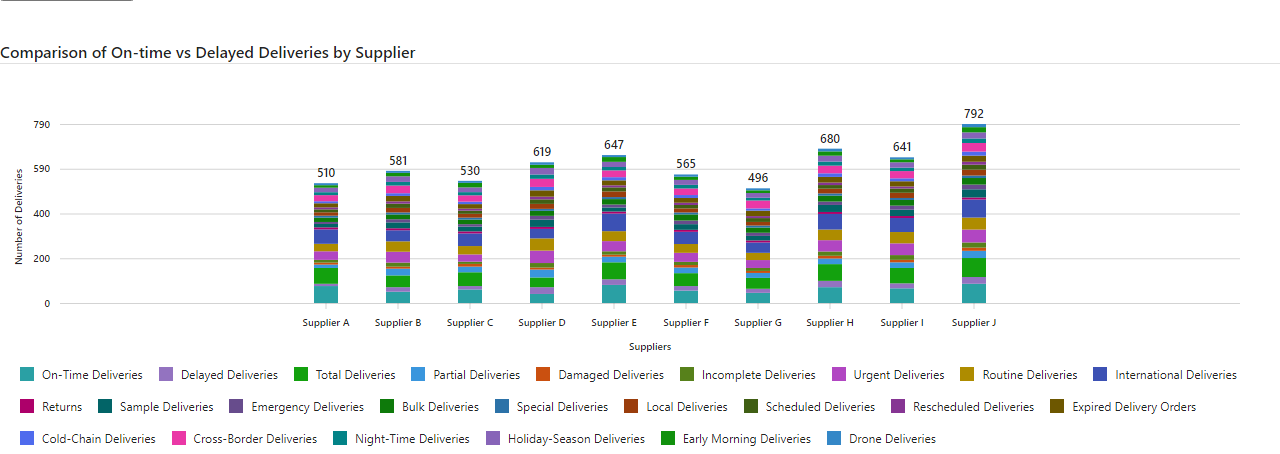 Comparison of On-time vs Delayed Deliveries by Supplier
792
790
680
647
641
619
581
590
565
530
510
496
400
200
0
Number of Deliveries
Supplier A Supplier B Supplier C Supplier D Supplier E Supplier F Supplier G Supplier H Supplier I Supplier J
Suppliers
On-Time Deliveries Delayed Deliveries Total Deliveries Partial Deliveries Damaged Deliveries Incomplete Deliveries Urgent Deliveries Routine Deliveries International Deliveries
Returns Sample Deliveries Emergency Deliveries Bulk Deliveries Special Deliveries Local Deliveries Scheduled Deliveries Rescheduled Deliveries Expired Delivery Orders
Cold-Chain Deliveries Cross-Border Deliveries Night-Time Deliveries Holiday-Season Deliveries Early Morning Deliveries Drone Deliveries